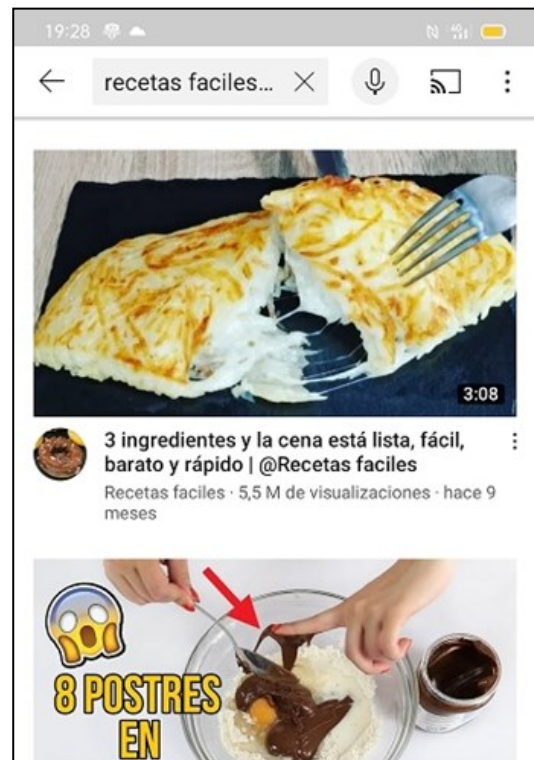 19:28
recetas faciles...
3:08
3 ingredientes y la cena está lista, fácil,
barato y rápido | @Recetas faciles
Recetas faciles · 5,5 M de visualizaciones · hace 9
meses
8 POSTRES
EN